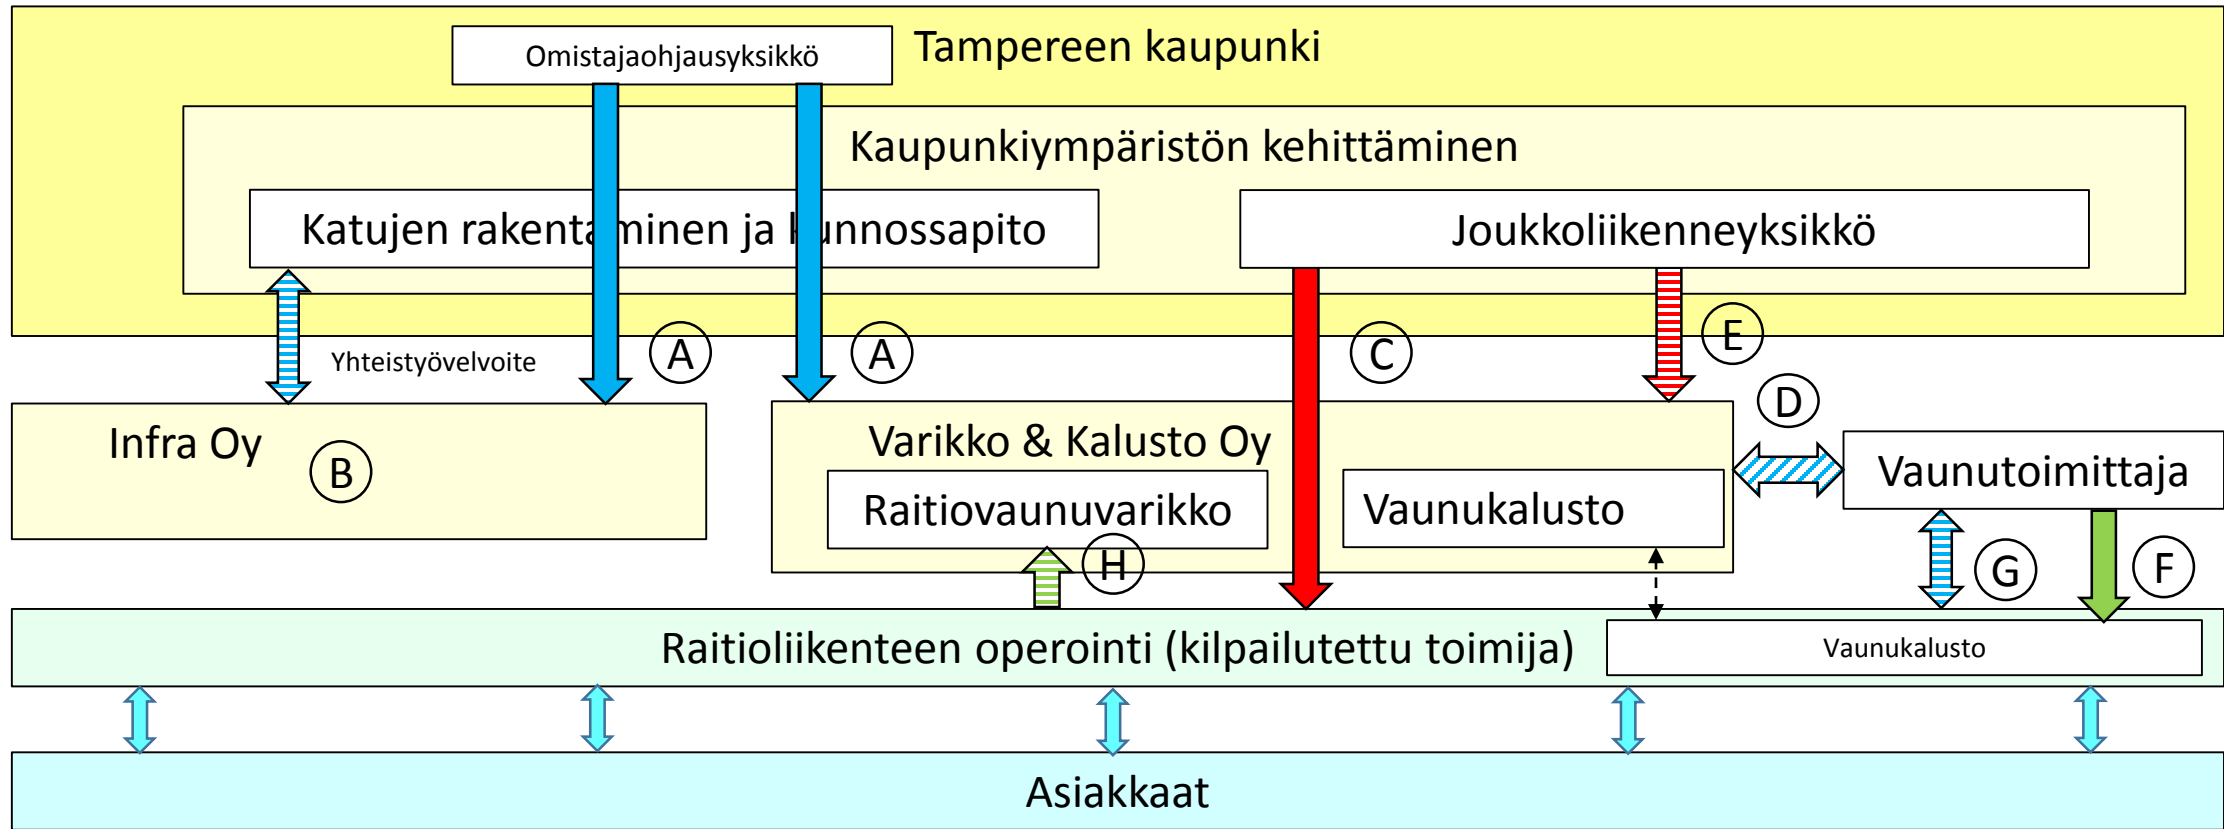 Omistajaohjausyksikkö
Tampereen kaupunki
Kaupunkiympäristön kehittäminen
Katujen rakentaminen ja kunnossapito
Joukkoliikenneyksikkö
Yhteistyövelvoite
A
A
C
E
D
Infra Oy
B
Varikko & Kalusto Oy
Raitiovaunuvarikko
Vaunukalusto
Vaunutoimittaja
H
G
F
Raitioliikenteen operointi (kilpailutettu toimija)
Vaunukalusto
Asiakkaat